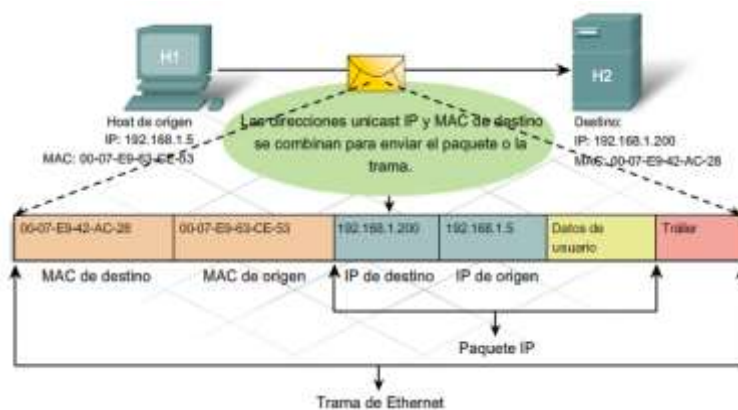 H1
H2
Host de origen
IP: 192.168.1.5
MAC: 00-07-E9-63-CE-53
Las direcciones unicast IP y MAC de destino
se combinan para enviar el paquete o la
trama.
Destino:
IP: 192.168.1.200
MAC: 00-07-E9-42-AC-28
00-07-E9-42-AC-28
00-07-E9-63-CE-53
192.168.1.200
192.168.1.5
Datos de
usuario
Tráiler
MAC de destino
MAC de origen
IP de destino
IP de origen
Paquete IP
Trama de Ethernet